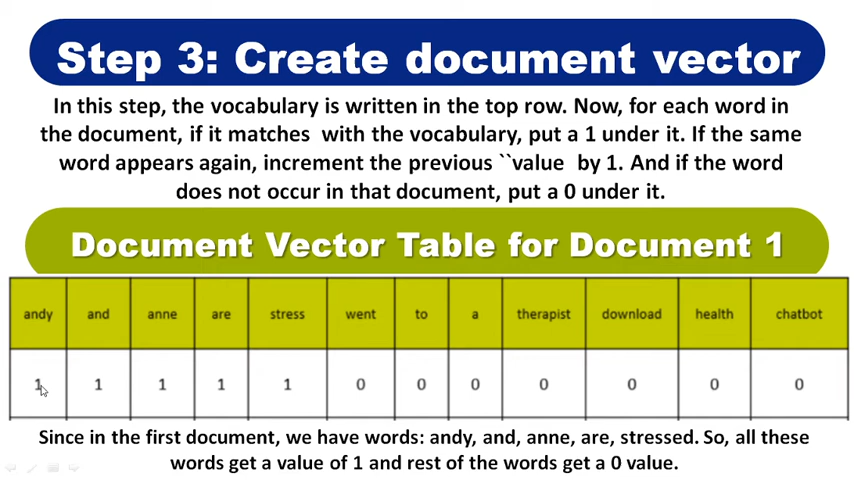 Step 3: Create document vector
In this step, the vocabulary is written in the top row. Now, for each word in
the document, if it matches with the vocabulary, put a 1 under it. If the same
word appears again, increment the previous ``value by 1. And if the word
does not occur in that document, put a 0 under it.
Document Vector Table for Document 1
andy and anne are stress went to a therapist download health chatbot
1 1 1 1 1 0 0 0 0 0 0 0
Since in the first document, we have words: andy, and, anne, are, stressed. So, all these
words get a value of 1 and rest of the words get a 0 value.